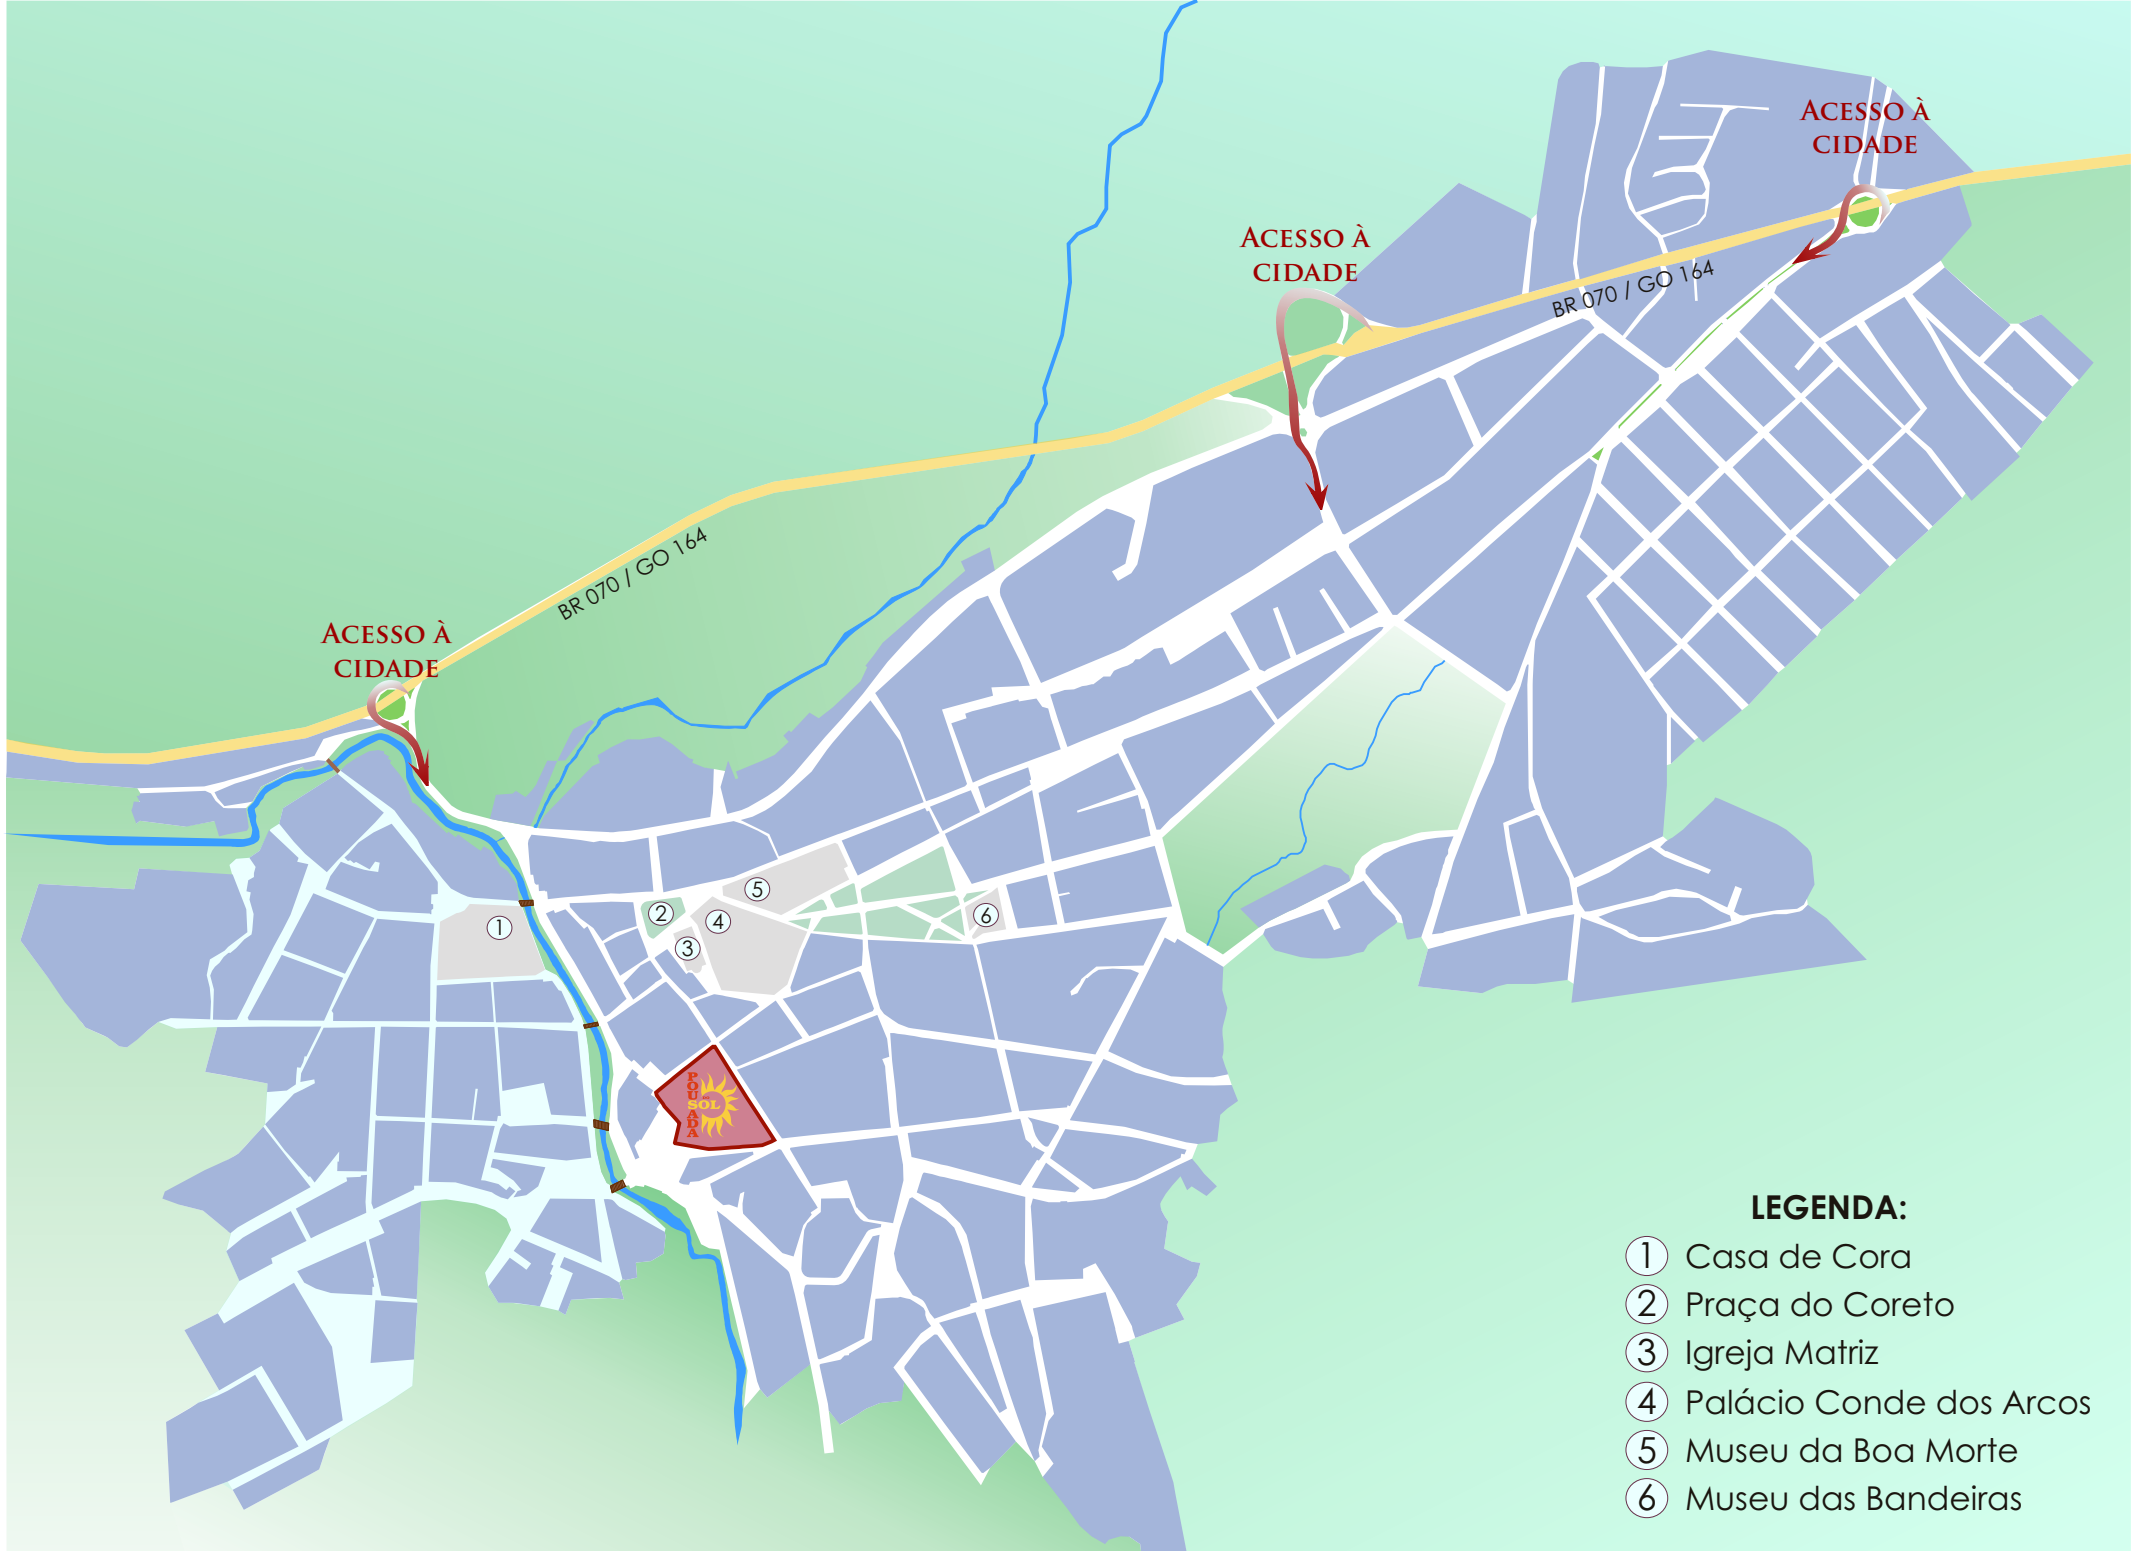 ACESSO À
CIDADE
ACESSO À
CIDADE
BR 070 / GO 164
BR 070 / GO 164
ACESSO À
CIDADE
5
2
4
6
1
3
POUSADA
SOL
LEGENDA:
1 Casa de Cora
2 Praça do Coreto
3 Igreja Matriz
4 Palácio Conde dos Arcos
5 Museu da Boa Morte
6 Museu das Bandeiras